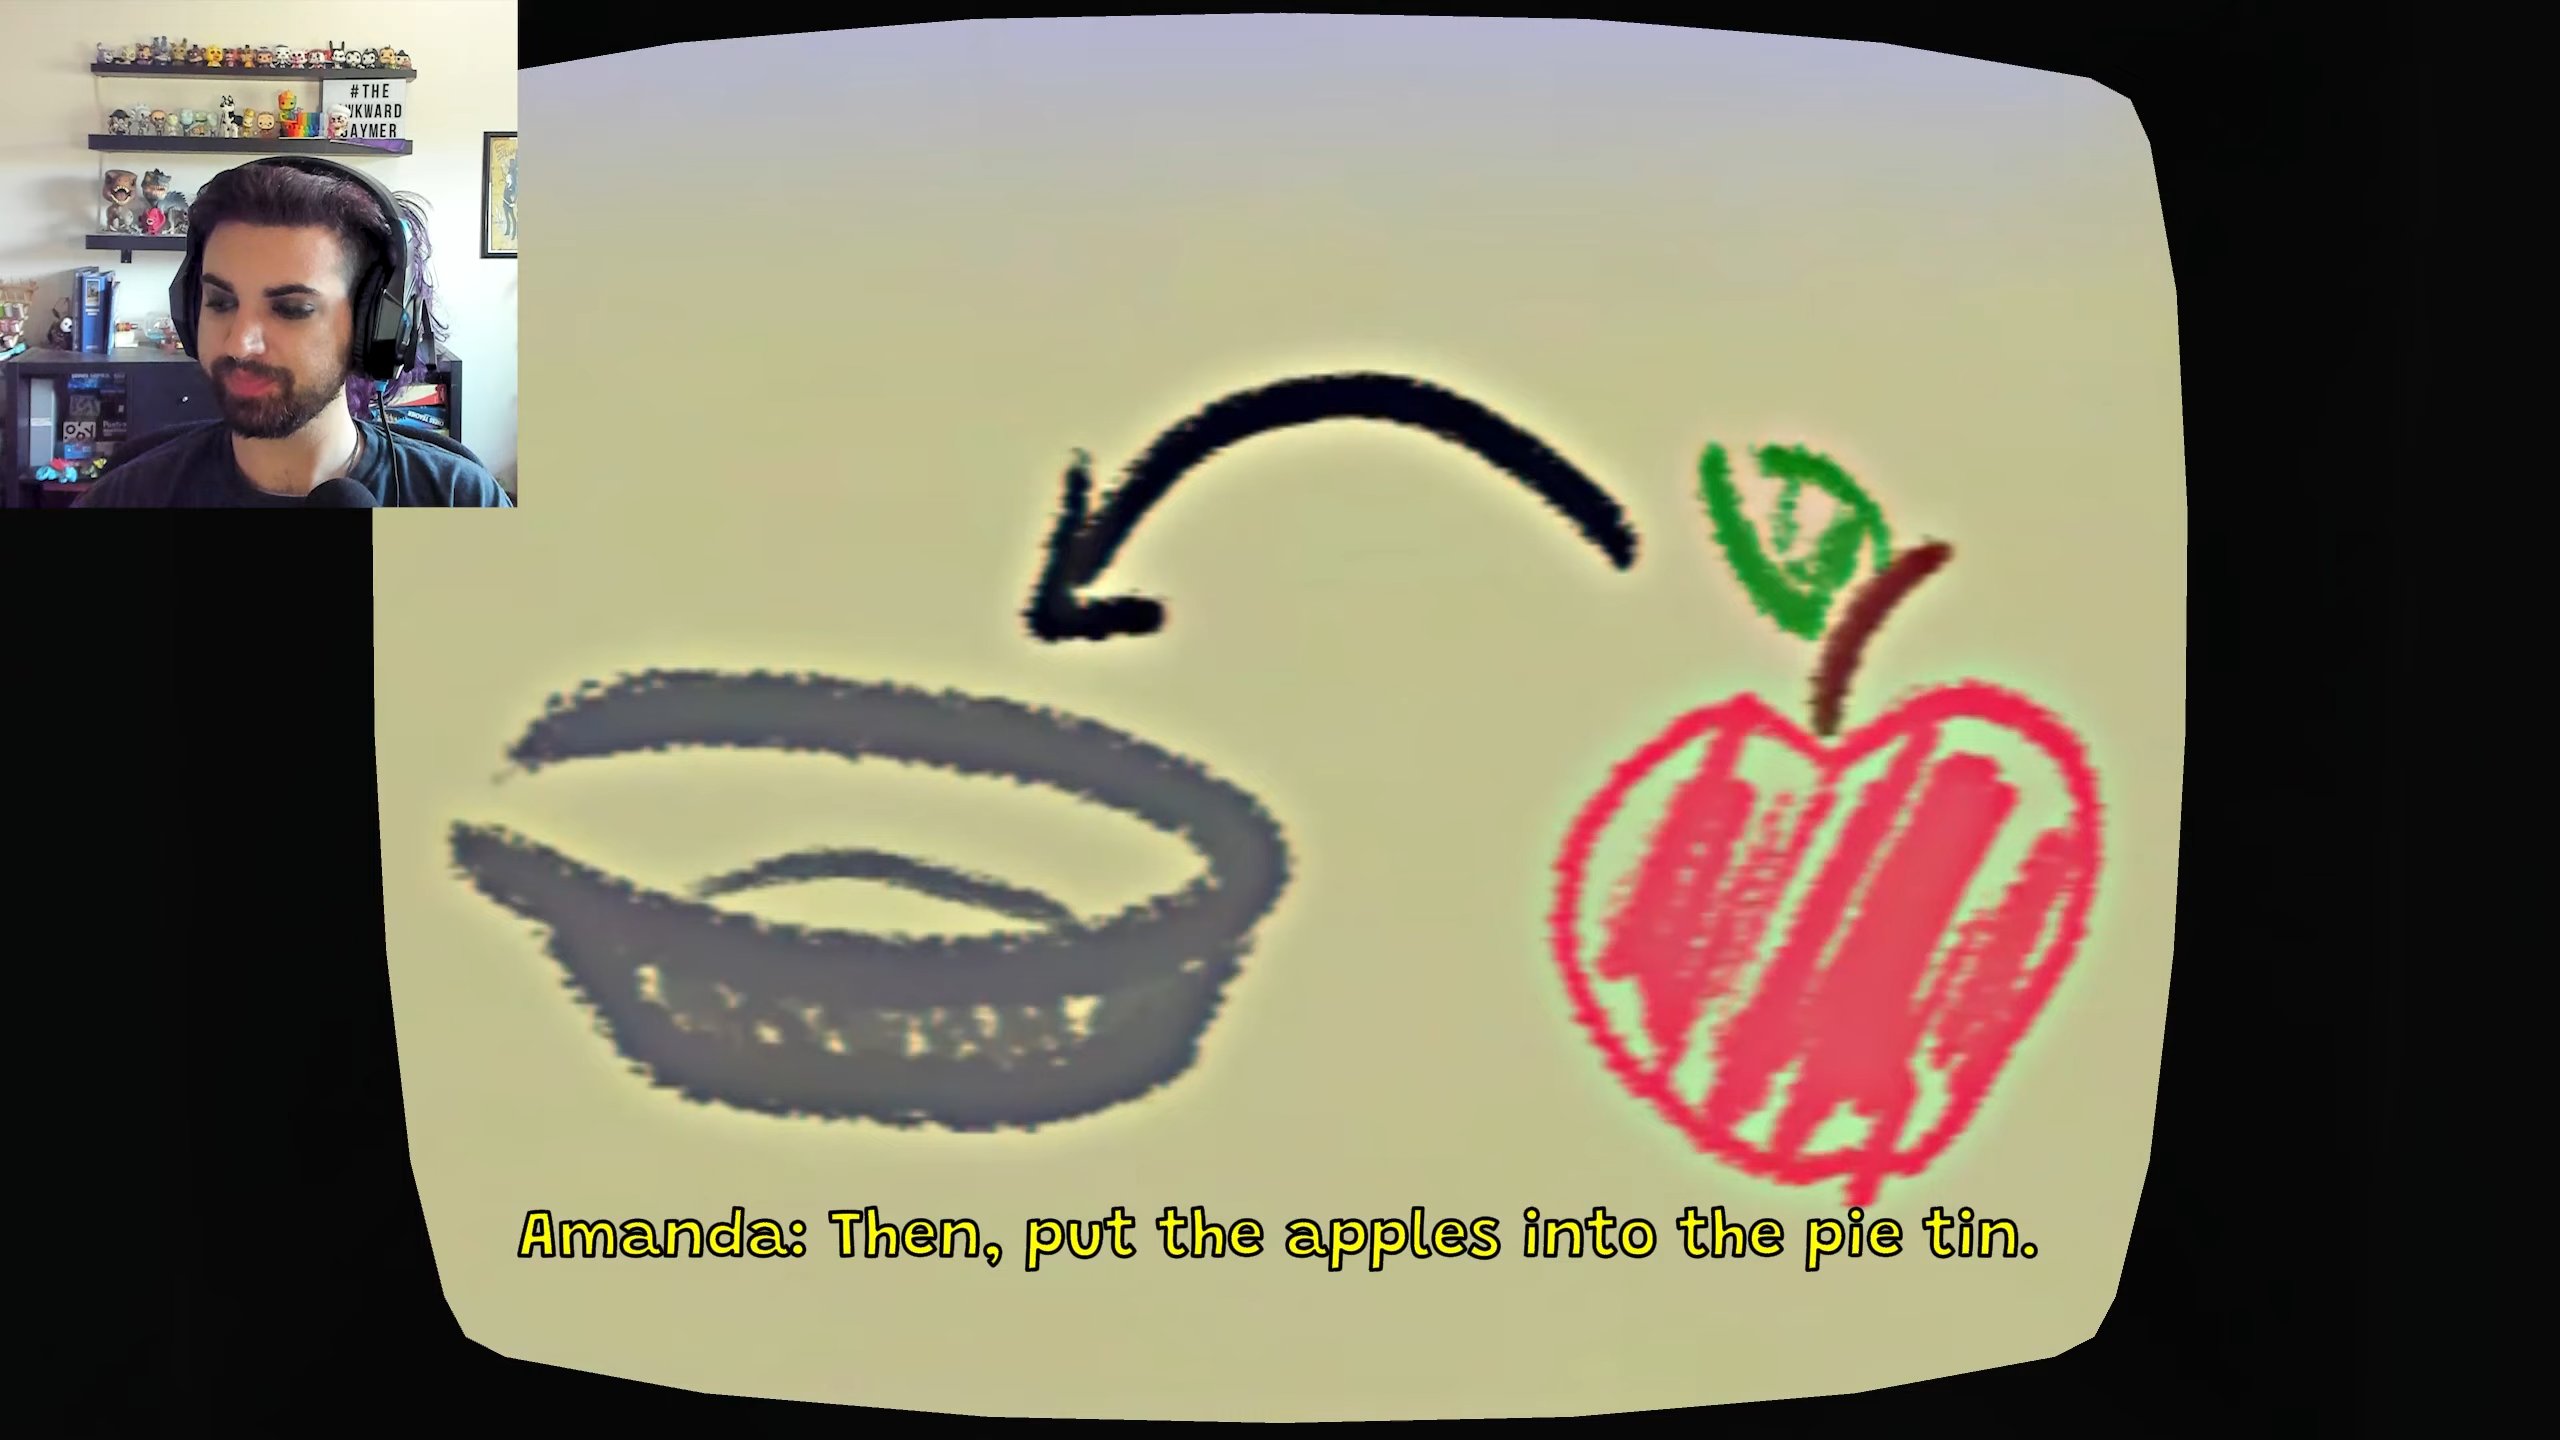 #THE
WKWARD
GAYMER
Amanda: Then, put the apples into the pie tin.